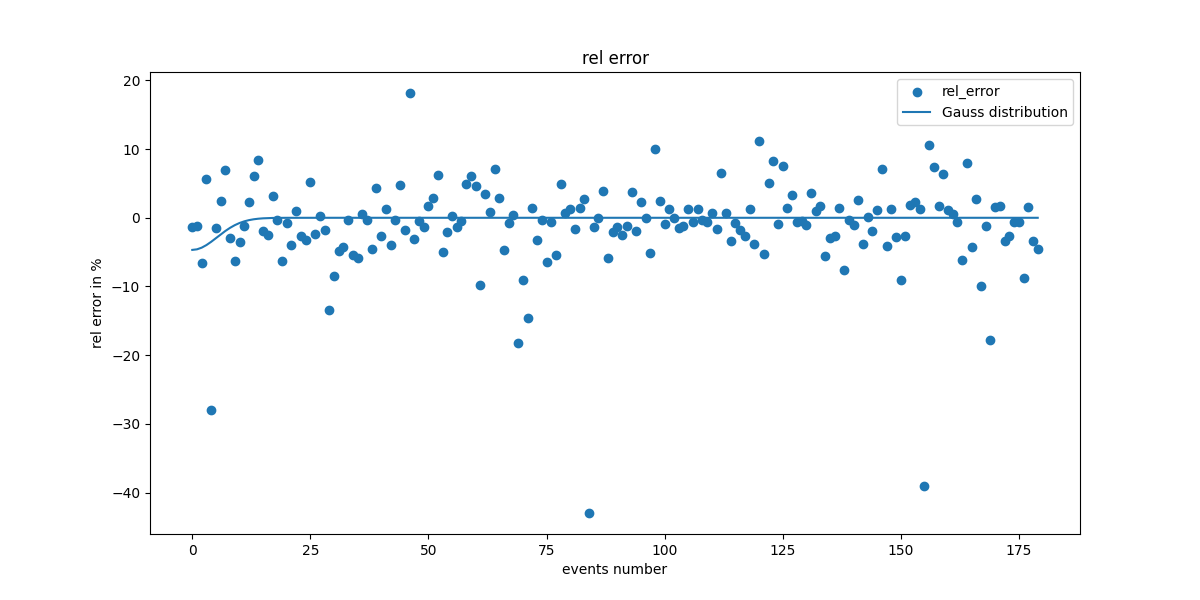 rel error
rel_error
Gauss distribution
20
10
0
−10
−20
−30
−40
rel error in %
0 25 50 75 100 125 150 175
events number